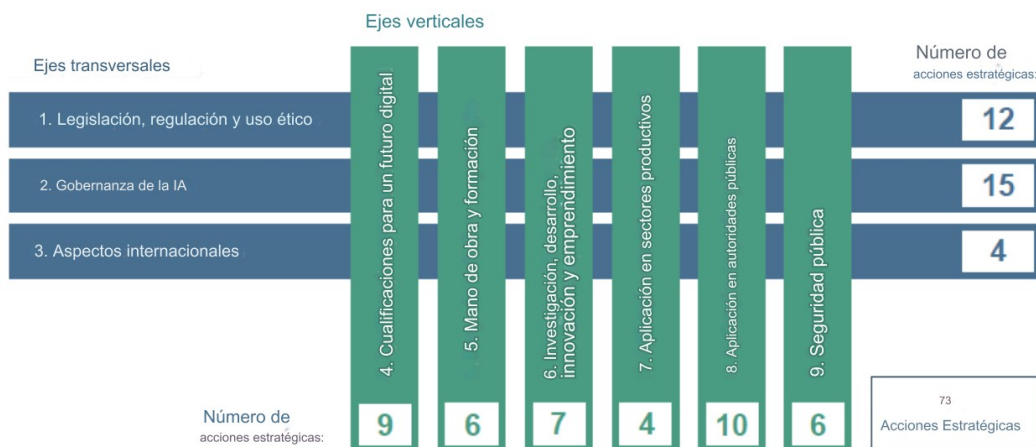 Ejes verticales
Ejes transversales
Número de
acciones estratégicas:
1. Legislación, regulación y uso ético
12
2. Gobernanza de la IA
15
3. Aspectos internacionales
4
4. Cualificaciones para un futuro digital
5. Mano de obra y formación
6. Investigación, desarrollo,
innovación y emprendimiento
7. Aplicación en sectores productivos
8. Aplicación en autoridades públicas
9. Seguridad pública
Número de
acciones estratégicas:
9
6
7
4
10
6
73
Acciones Estratégicas